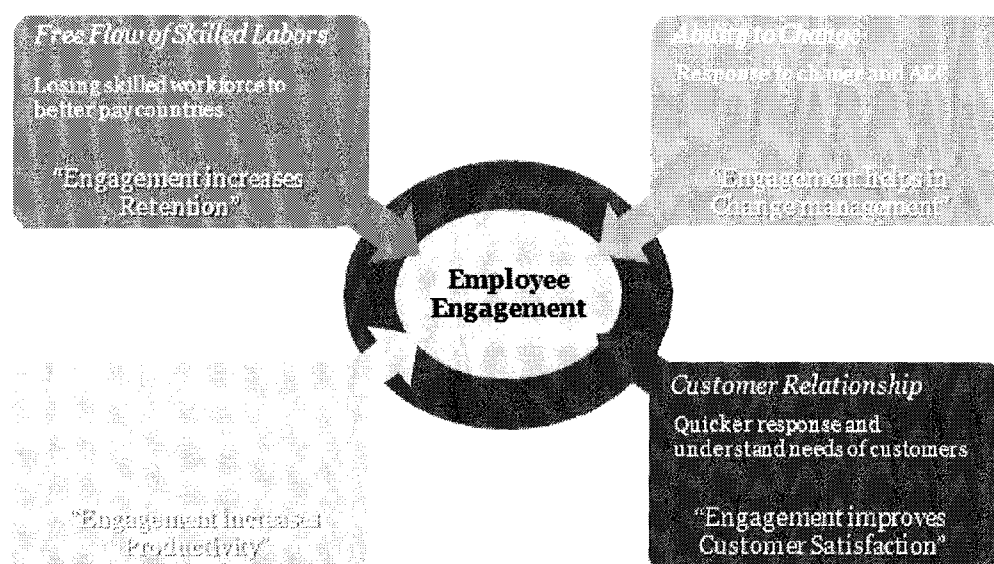 Free Flow of Skilled Labors
Losing skilled workforce to
better pay countries
"Engagement increases
Retention"
Ability to Change
Response to change and AEC
"Engagement helps in
Change management"
Employee
Engagement
"Engagement Increases
Productivity"
Customer Relationship
Quicker response and
understand needs of customers
"Engagement improves
Customer Satisfaction"